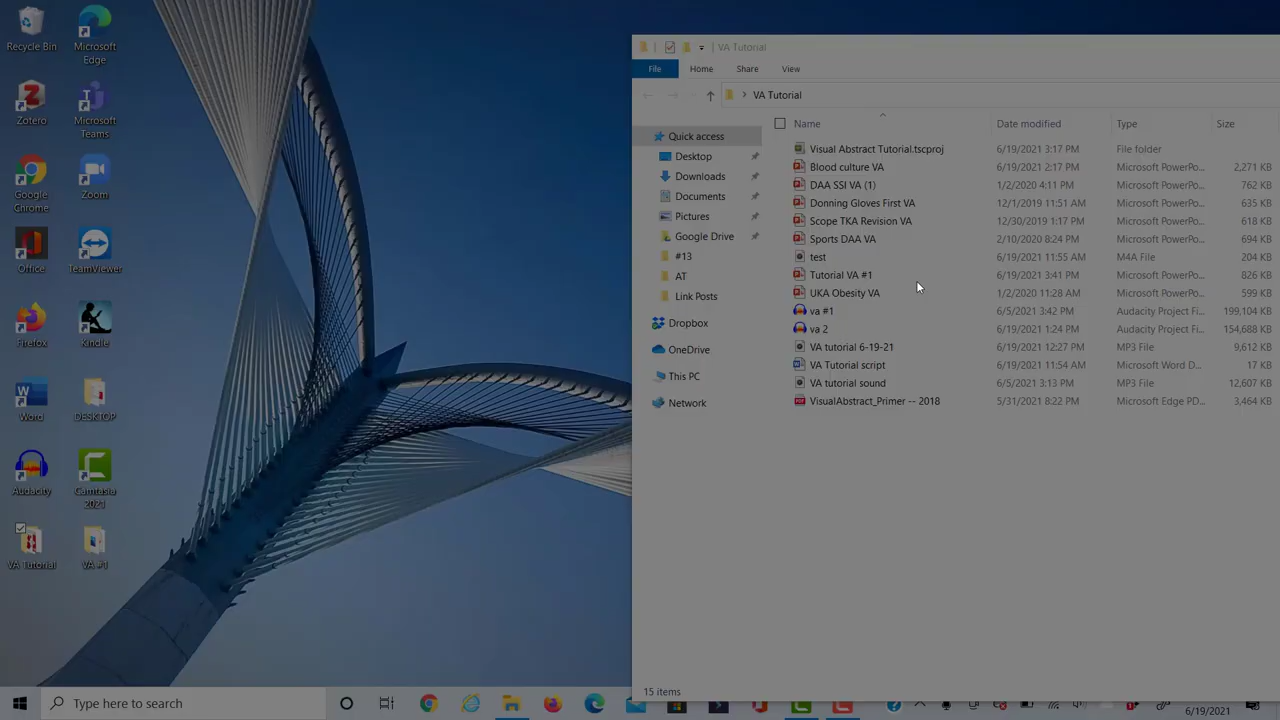 Recycle Bin
Microsoft Edge
Zotero
Microsoft Teams
Google Chrome
Zoom
Office
TeamViewer
Firefox
Kindle
Word
DESKTOP
Audacity
Camtasia 2021
VA Tutorial
VA #1
VA Tutorial
File Home Share View
VA Tutorial
Name Date modified Type Size
Quick access
Desktop
Downloads
Documents
Pictures
Google Drive
#13
AT
Link Posts
Dropbox
OneDrive
This PC
Network
Visual Abstract Tutorial.tscproj 6/19/2021 3:17 PM File folder
Blood culture VA 6/19/2021 2:17 PM Microsoft PowerPo... 2,271 KB
DAA SSI VA (1) 1/2/2020 4:11 PM Microsoft PowerPo... 762 KB
Donning Gloves First VA 12/1/2019 11:51 AM Microsoft PowerPo... 635 KB
Scope TKA Revision VA 12/30/2019 1:17 PM Microsoft PowerPo... 618 KB
Sports DAA VA 2/10/2020 8:24 PM Microsoft PowerPo... 694 KB
test 6/19/2021 11:55 AM M4A File 204 KB
Tutorial VA #1 6/19/2021 3:41 PM Microsoft PowerPo... 826 KB
UKA Obesity VA 1/2/2020 11:28 AM Microsoft PowerPo... 599 KB
va #1 6/5/2021 3:42 PM Audacity Project Fi... 199,104 KB
va 2 6/19/2021 1:24 PM Audacity Project Fi... 154,688 KB
VA tutorial 6-19-21 6/19/2021 12:27 PM MP3 File 9,612 KB
VA Tutorial script 6/19/2021 11:54 AM Microsoft Word D... 17 KB
VA tutorial sound 6/5/2021 3:13 PM MP3 File 12,607 KB
VisualAbstract_Primer -- 2018 5/31/2021 8:22 PM Microsoft Edge PD... 3,464 KB
15 items
Type here to search
6/19/2021